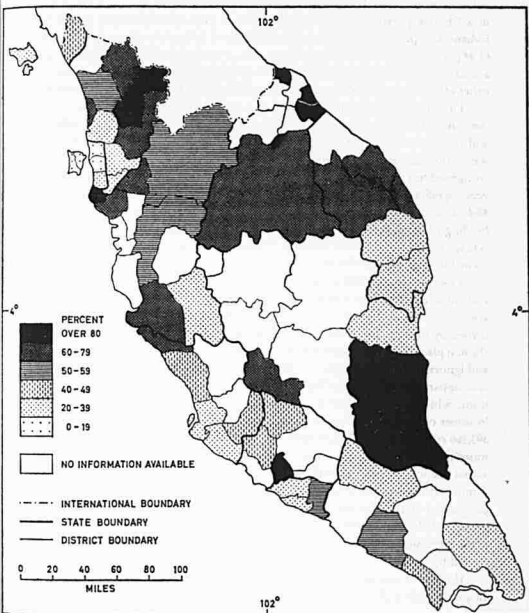 102°
4°
4°
PERCENT
OVER 80
60-79
50-59
40-49
20-39
0-19
NO INFORMATION AVAILABLE
INTERNATIONAL BOUNDARY
STATE BOUNDARY
DISTRICT BOUNDARY
0 20 40 60 80 100
MILES
102°